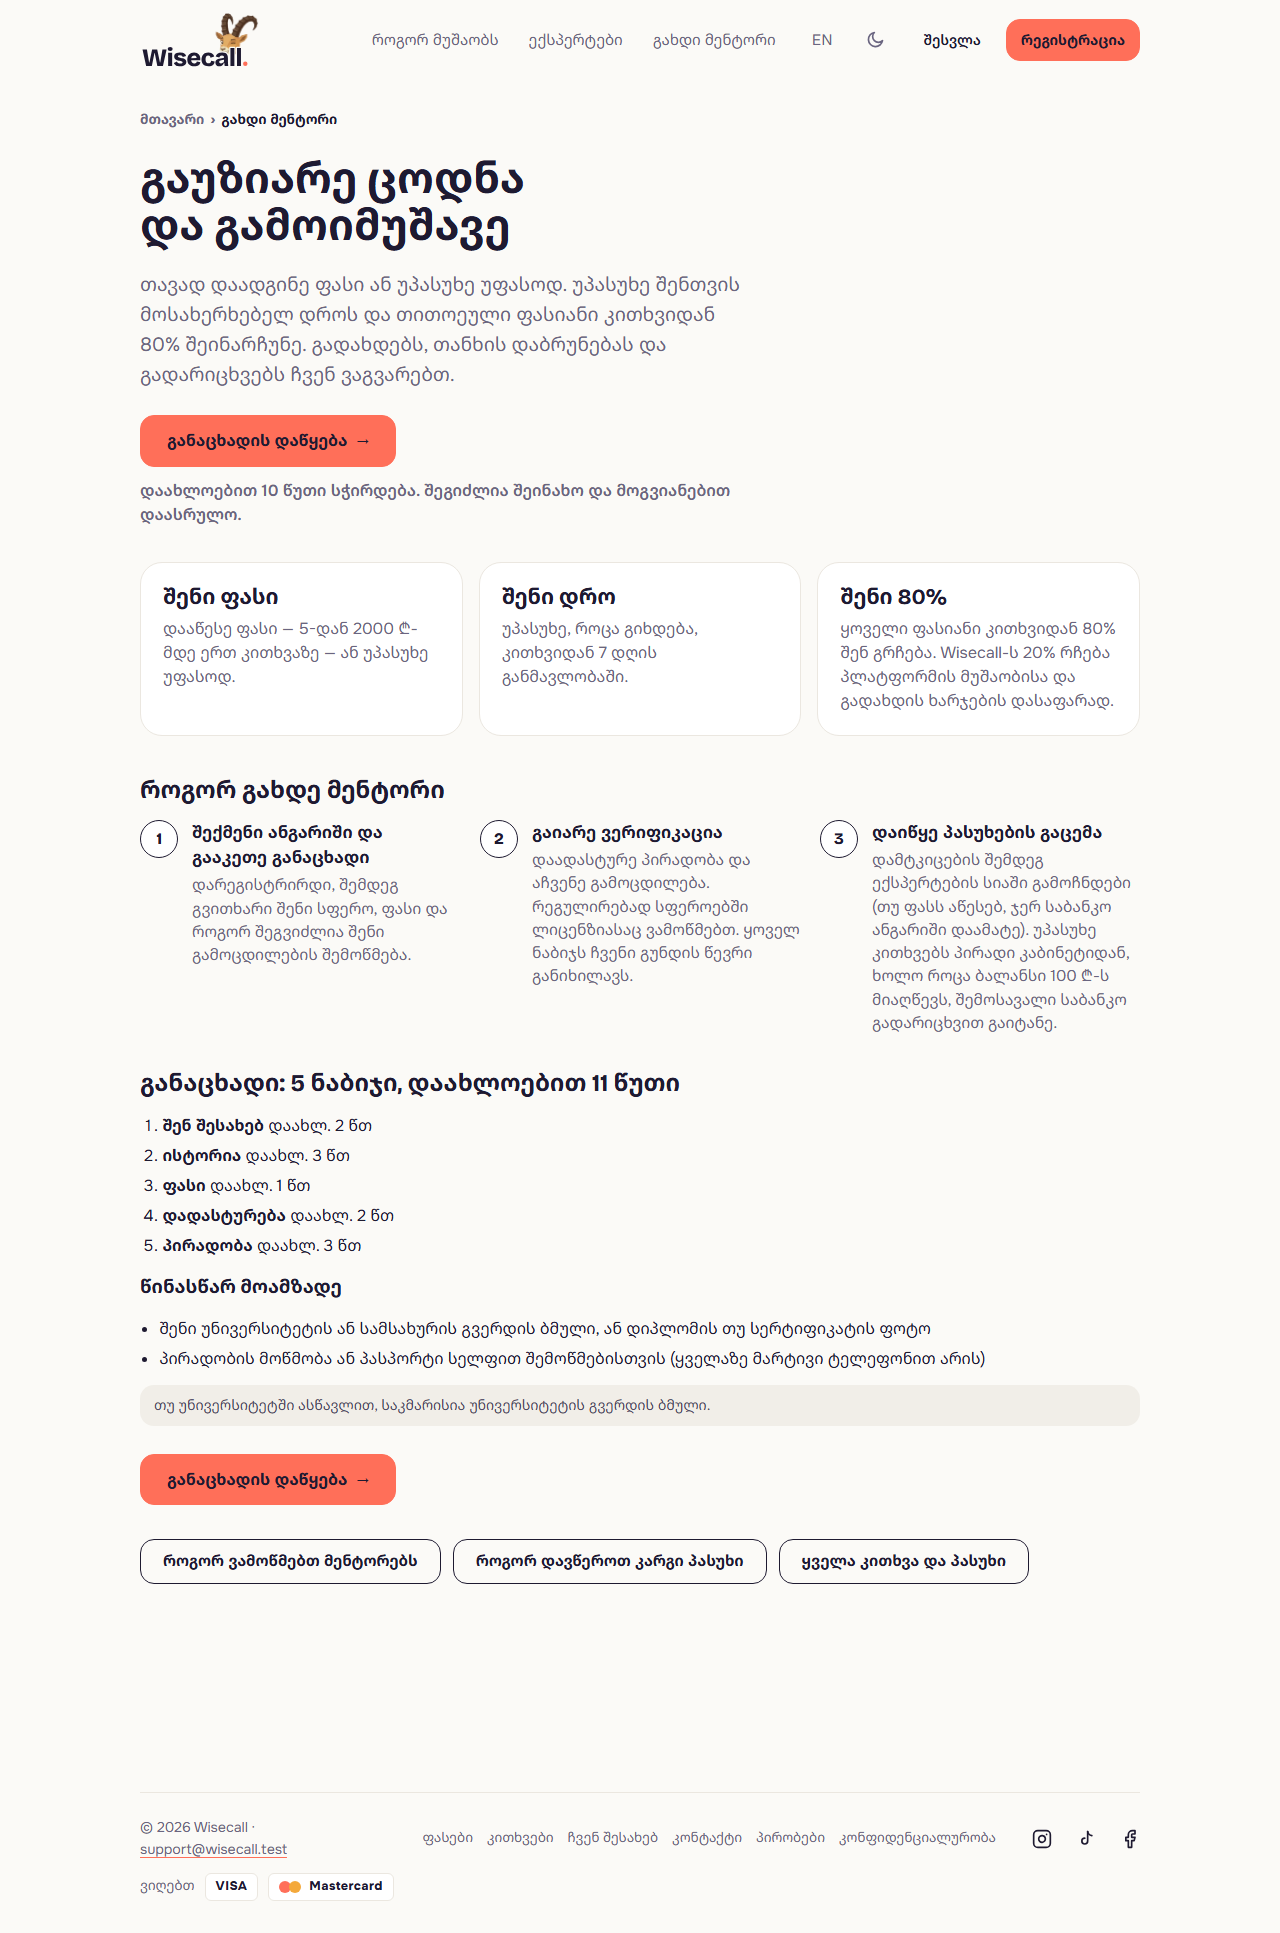 Wisecall.
როგორ მუშაობს
ექსპერტები
გახდი მენტორი
EN
შესვლა
რეგისტრაცია
მთავარი › გახდი მენტორი
გაუზიარე ცოდნა
და გამოიმუშავე
თავად დაადგინე ფასი ან უპასუხე უფასოდ. უპასუხე შენთვის
მოსახერხებელ დროს და თითოეული ფასიანი კითხვიდან
80% შეინარჩუნე. გადახდებს, თანხის დაბრუნებას და
გადარიცხვებს ჩვენ ვაგვარებთ.
განაცხადის დაწყება →
დაახლოებით 10 წუთი სჭირდება. შეგიძლია შეინახო და მოგვიანებით
დაასრულო.
შენი ფასი
დააწესე ფასი — 5-დან 2000 ₾-
მდე ერთ კითხვაზე — ან უპასუხე
უფასოდ.
შენი დრო
უპასუხე, როცა გიხდება,
კითხვიდან 7 დღის
განმავლობაში.
შენი 80%
ყოველი ფასიანი კითხვიდან 80%
შენ გრჩება. Wisecall-ს 20% რჩება
პლატფორმის მუშაობისა და
გადახდის ხარჯების დასაფარად.
როგორ გახდე მენტორი
1
შექმენი ანგარიში და
გააკეთე განაცხადი
დარეგისტრირდი, შემდეგ
გვითხარი შენი სფერო, ფასი და
როგორ შეგვიძლია შენი
გამოცდილების შემოწმება.
2
გაიარე ვერიფიკაცია
დაადასტურე პირადობა და
აჩვენე გამოცდილება.
რეგულირებად სფეროებში
ლიცენზიასაც ვამოწმებთ. ყოველ
ნაბიჯს ჩვენი გუნდის წევრი
განიხილავს.
3
დაიწყე პასუხების გაცემა
დამტკიცების შემდეგ
ექსპერტების სიაში გამოჩნდები
(თუ ფასს აწესებ, ჯერ საბანკო
ანგარიში დაამატე). უპასუხე
კითხვებს პირადი კაბინეტიდან,
ხოლო როცა ბალანსი 100 ₾-ს
მიაღწევს, შემოსავალი საბანკო
გადარიცხვით გაიტანე.
განაცხადი: 5 ნაბიჯი, დაახლოებით 11 წუთი
1. შენ შესახებ დაახლ. 2 წთ
2. ისტორია დაახლ. 3 წთ
3. ფასი დაახლ. 1 წთ
4. დადასტურება დაახლ. 2 წთ
5. პირადობა დაახლ. 3 წთ
წინასწარ მოამზადე
• შენი უნივერსიტეტის ან სამსახურის გვერდის ბმული, ან დიპლომის თუ სერტიფიკატის ფოტო
• პირადობის მოწმობა ან პასპორტი სელფით შემოწმებისთვის (ყველაზე მარტივი ტელეფონით არის)
თუ უნივერსიტეტში ასწავლით, საკმარისია უნივერსიტეტის გვერდის ბმული.
განაცხადის დაწყება →
როგორ ვამოწმებთ მენტორებს
როგორ დავწეროთ კარგი პასუხი
ყველა კითხვა და პასუხი
© 2026 Wisecall ·
support@wisecall.test
ფასები
კითხვები
ჩვენ შესახებ
კონტაქტი
პირობები
კონფიდენციალურობა
ვიღებთ
VISA
Mastercard